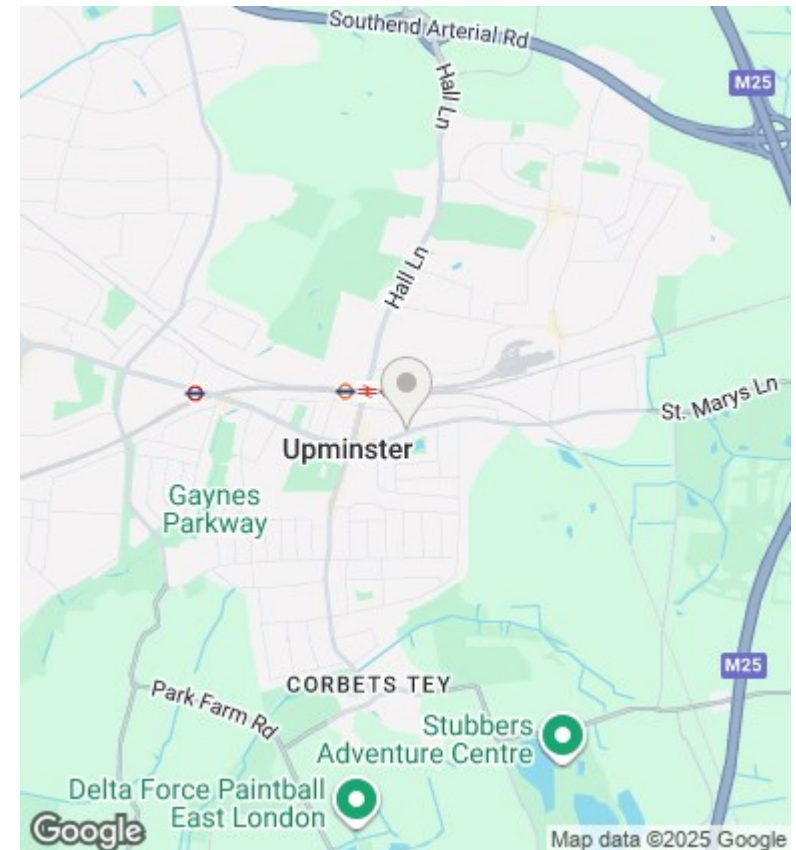 Southend Arterial Rd
Hall Ln
M25
Hall Ln
St. Marys Ln
Upminster
Gaynes
Parkway
M25
CORBETS TEY
Park Farm Rd
Stubbers
Adventure Centre
Delta Force Paintball
East London
Google
Map data ©2025 Google